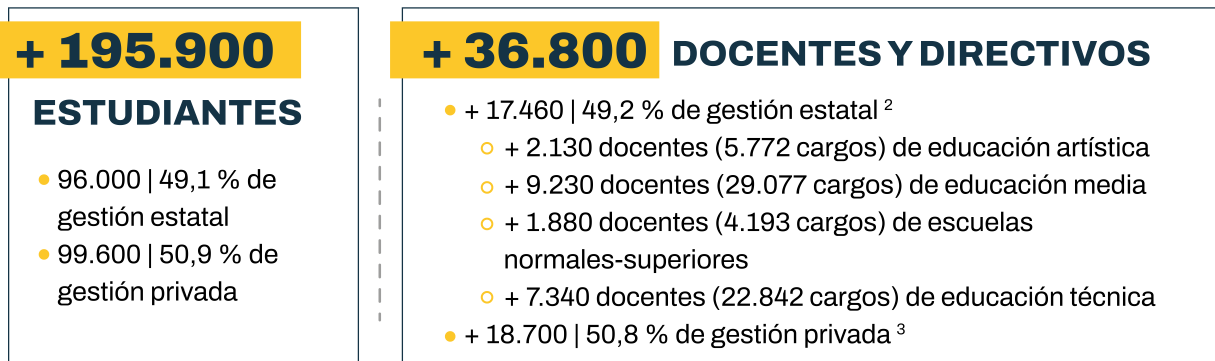 + 195.900
ESTUDIANTES
96.000 | 49,1 % de
gestión estatal
99.600 | 50,9 % de
gestión privada
+ 36.800 DOCENTES Y DIRECTIVOS
+ 17.460 | 49,2 % de gestión estatal ²
+ 2.130 docentes (5.772 cargos) de educación artística
+ 9.230 docentes (29.077 cargos) de educación media
+ 1.880 docentes (4.193 cargos) de escuelas
normales-superiores
+ 7.340 docentes (22.842 cargos) de educación técnica
+ 18.700 | 50,8 % de gestión privada ³